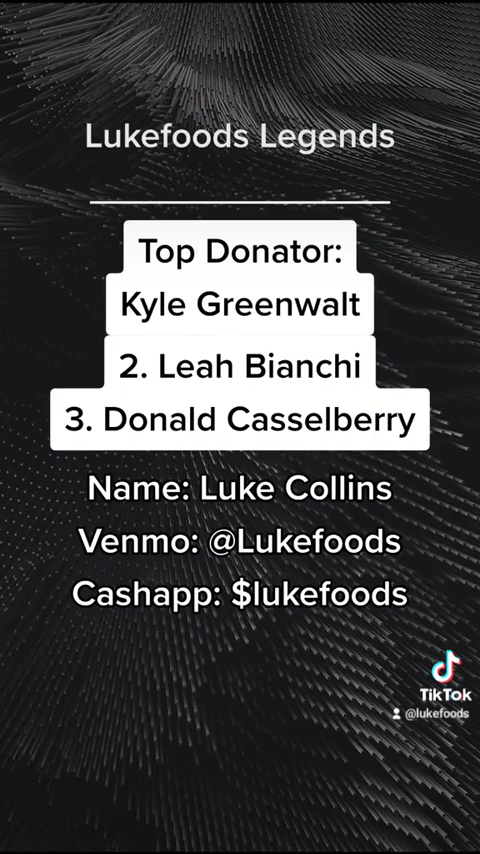 Lukefoods Legends
Top Donator:
Kyle Greenwalt
2. Leah Bianchi
3. Donald Casselberry
Name: Luke Collins
Venmo: @Lukefoods
Cashapp: $lukefoods
TikTok
@lukefoods